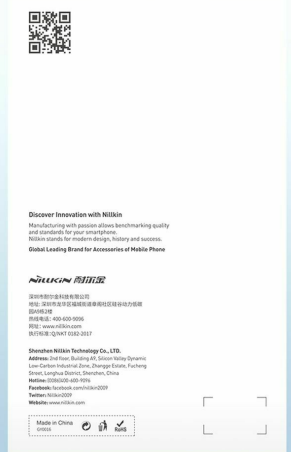 Discover Innovation with Nillkin
Manufacturing with passion allows benchmarking quality
and standards for your smartphone.
Nillkin stands for modern design, history and success.
Global Leading Brand for Accessories of Mobile Phone
NILLKIN 耐尔金
深圳市耐尔金科技有限公司
地址: 深圳市龙华区福城街道章阁社区硅谷动力低碳
园A9栋2楼
热线电话: 400-600-9096
网址: www.nillkin.com
执行标准:Q/NKT 0182-2017
Shenzhen Nillkin Technology Co., LTD.
Address: 2nd floor, Building A9, Silicon Valley Dynamic
Low-Carbon Industrial Zone, Zhangge Estate, Fucheng
Street, Longhua District, Shenzhen, China
Hotline: (0086)400-600-9096
Facebook: facebook.com/nillkin2009
Twitter: Nillkin2009
Website: www.nillkin.com
Made in China
RoHS